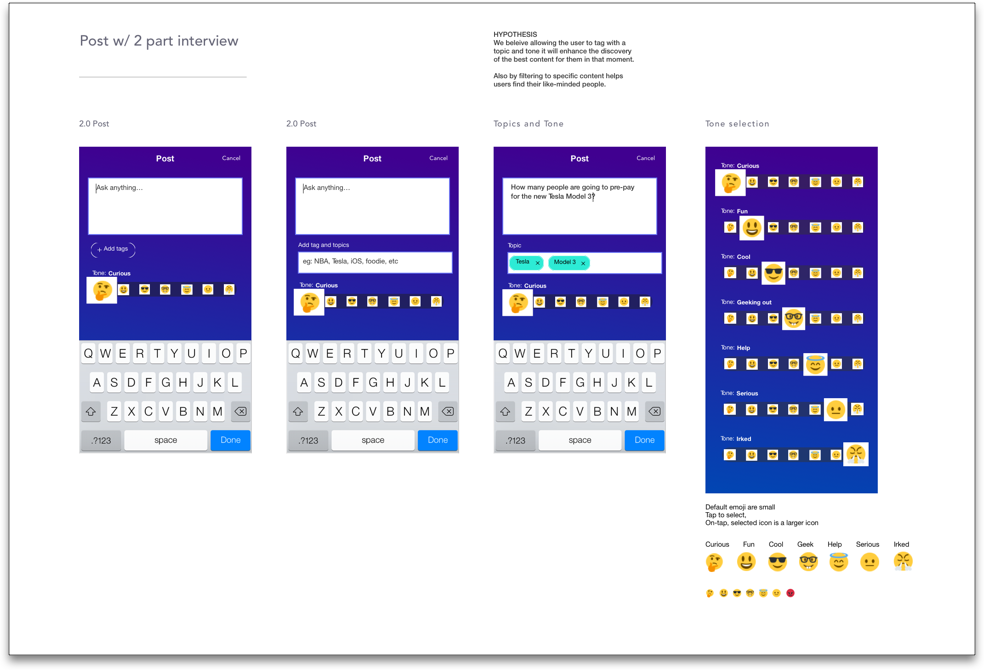 Post w/ 2 part interview
HYPOTHESIS
We beleive allowing the user to tag with a
topic and tone it will enhance the discovery
of the best content for them in that moment.
Also by filtering to specific content helps
users find their like-minded people.
2.0 Post
Post
Cancel
Ask anything...
+ Add tags
Tone: Curious
Q W E R T Y U I O P
A S D F G H J K L
Z X C V B N M
.?123
space
Done
2.0 Post
Post
Cancel
Ask anything...
Add tag and topics
eg: NBA, Tesla, iOS, foodie, etc
Tone: Curious
Q W E R T Y U I O P
A S D F G H J K L
Z X C V B N M
.?123
space
Done
Topics and Tone
Post
Cancel
How many people are going to pre-pay
for the new Tesla Model 3?
Topic
Tesla ×
Model 3 ×
Tone: Curious
Q W E R T Y U I O P
A S D F G H J K L
Z X C V B N M
.?123
space
Done
Tone selection
Tone: Curious
Tone: Fun
Tone: Cool
Tone: Geeking out
Tone: Help
Tone: Serious
Tone: Irked
Default emoji are small
Tap to select,
On-tap, selected icon is a larger icon
Curious Fun Cool Geek Help Serious Irked